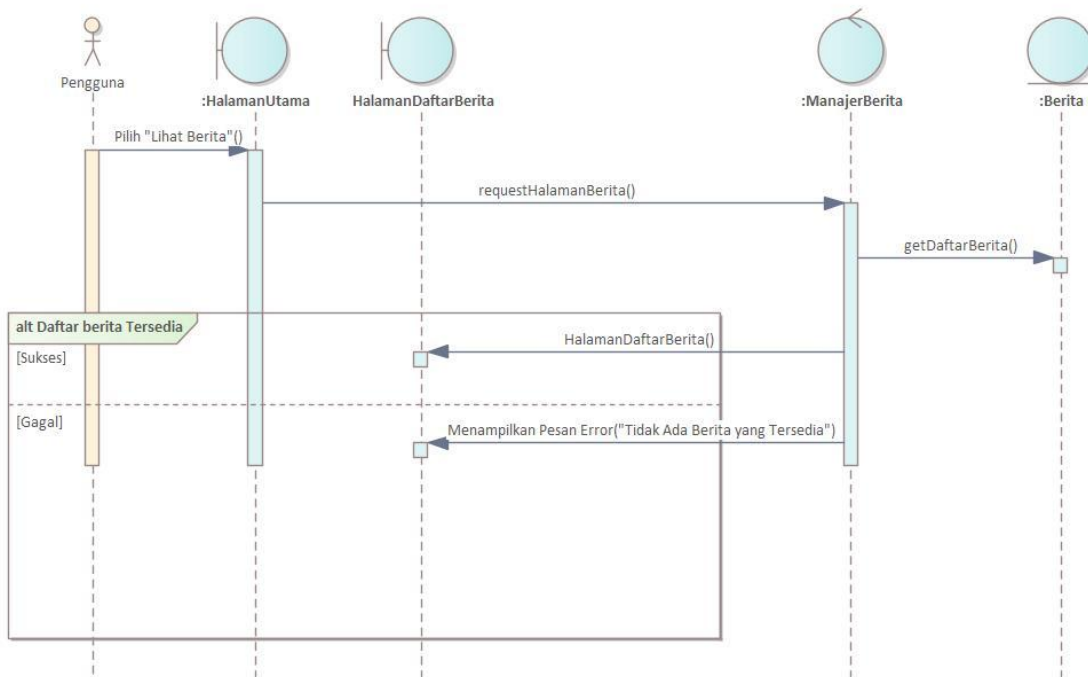 Pengguna
:HalamanUtama
HalamanDaftarBerita
:ManajerBerita
:Berita
Pilih "Lihat Berita"()
requestHalamanBerita()
getDaftarBerita()
alt Daftar berita Tersedia
[Sukses]
HalamanDaftarBerita()
[Gagal]
Menampilkan Pesan Error("Tidak Ada Berita yang Tersedia")